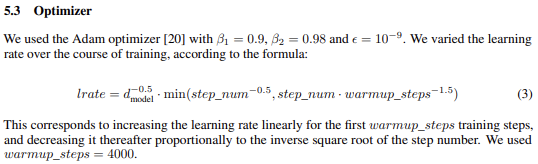 5.3 Optimizer
We used the Adam optimizer [20] with β₁ = 0.9, β₂ = 0.98 and ϵ = 10⁻⁹. We varied the learning
rate over the course of training, according to the formula:
lrate = d_model^−0.5 · min(step_num^−0.5, step_num · warmup_steps^−1.5) (3)
This corresponds to increasing the learning rate linearly for the first warmup_steps training steps,
and decreasing it thereafter proportionally to the inverse square root of the step number. We used
warmup_steps = 4000.